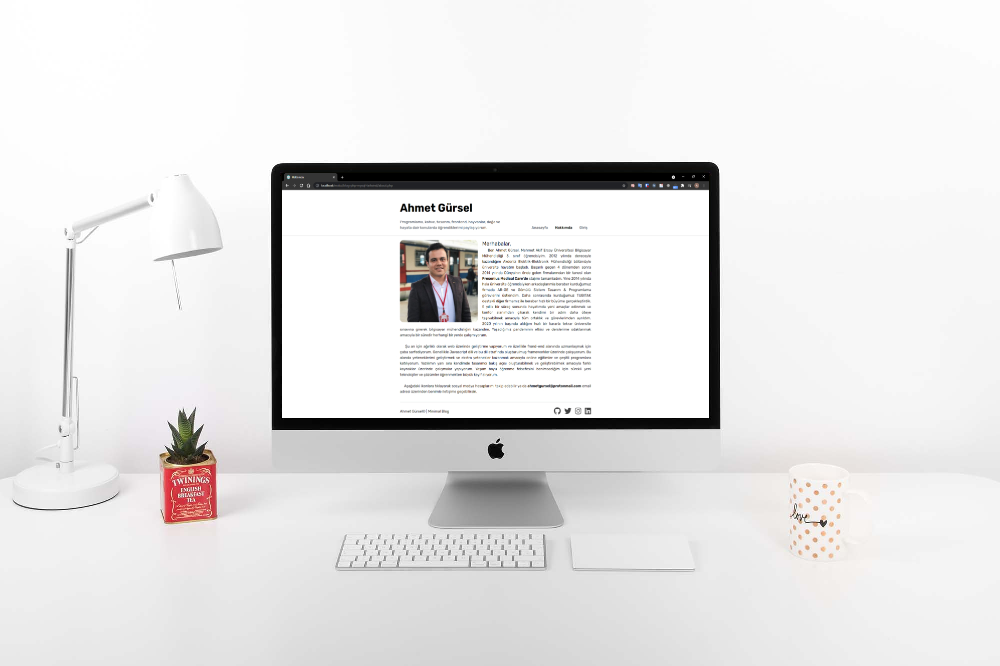 Hakkımda
localhost/maku/blog-php-mysql-tailwind/about.php
Ahmet Gürsel
Programlama, kahve, tasarım, frontend, hayvanlar, doğa ve
hayata dair konularda öğrendiklerimi paylaşıyorum.
Anasayfa Hakkımda Giriş
Merhabalar,
Ben Ahmet Gürsel. Mehmet Akif Ersoy Üniversitesi Bilgisayar
Mühendisliği 3. sınıf öğrencisiyim. 2012 yılında dereceyle
kazandığım Akdeniz Elektrik-Elektronik Mühendisliği bölümüyle
üniversite hayatım başladı. Başarılı geçen 4 dönemden sonra
2014 yılında Dünya'nın önde gelen firmalarından bir tanesi olan
Fresenius Medical Care'de stajımı tamamladım. Yine 2014 yılında
hala üniversite öğrencisiyken arkadaşlarımla beraber kurduğumuz
firmada AR-GE ve Gömülü Sistem Tasarım & Programlama
görevlerini üstlendim. Daha sonrasında kurduğumuz TUBITAK
destekli diğer firmamız ile beraber hızlı bir büyüme gerçekleştirdik.
5 yıllık bir süreç sonunda hayatımda yeni amaçlar edinmek ve
konfor alanımdan çıkarak kendimi bir adım daha öteye
taşıyabilmek amacıyla tüm ortaklık ve görevlerimden ayrıldım.
2020 yılının başında aldığım hızlı bir kararla tekrar üniversite
sınavına girerek bilgisayar mühendisliğini kazandım. Yaşadığımız pandeminin etkisi ve derslerime odaklanmak
amacıyla bir süredir herhangi bir yerde çalışmıyorum.
Şu an için ağırlıklı olarak web üzerinde geliştirme yapıyorum ve özellikle frond-end alanında uzmanlaşmak için
çaba sarfediyorum. Genellikle Javascript dili ve bu dil etrafında oluşturulmuş frameworkler üzerinde çalışıyorum. Bu
alanda yeteneklerimi geliştirmek ve ekstra yetenekler kazanmak amacıyla online eğitimler ve çeşitli programlara
katılıyorum. Yazılımın yanı sıra kendimde tasarımcı bakış açısı oluşturabilmek ve geliştirebilmek amacıyla farklı
kaynaklar üzerinde çalışmalar yapıyorum. Yaşam boyu öğrenme felsefesini benimsediğim için sürekli yeni
teknolojiler ve çözümler öğrenmekten büyük keyif alıyorum.
Aşağıdaki ikonlara tıklayarak sosyal medya hesaplarımı takip edebilir ya da ahmetgursel@protonmail.com email
adresi üzerinden benimle iletişime geçebilirsin.
Ahmet Gürsel© | Minimal Blog
TWININGS
ENGLISH
BREAKFAST
TEA
love